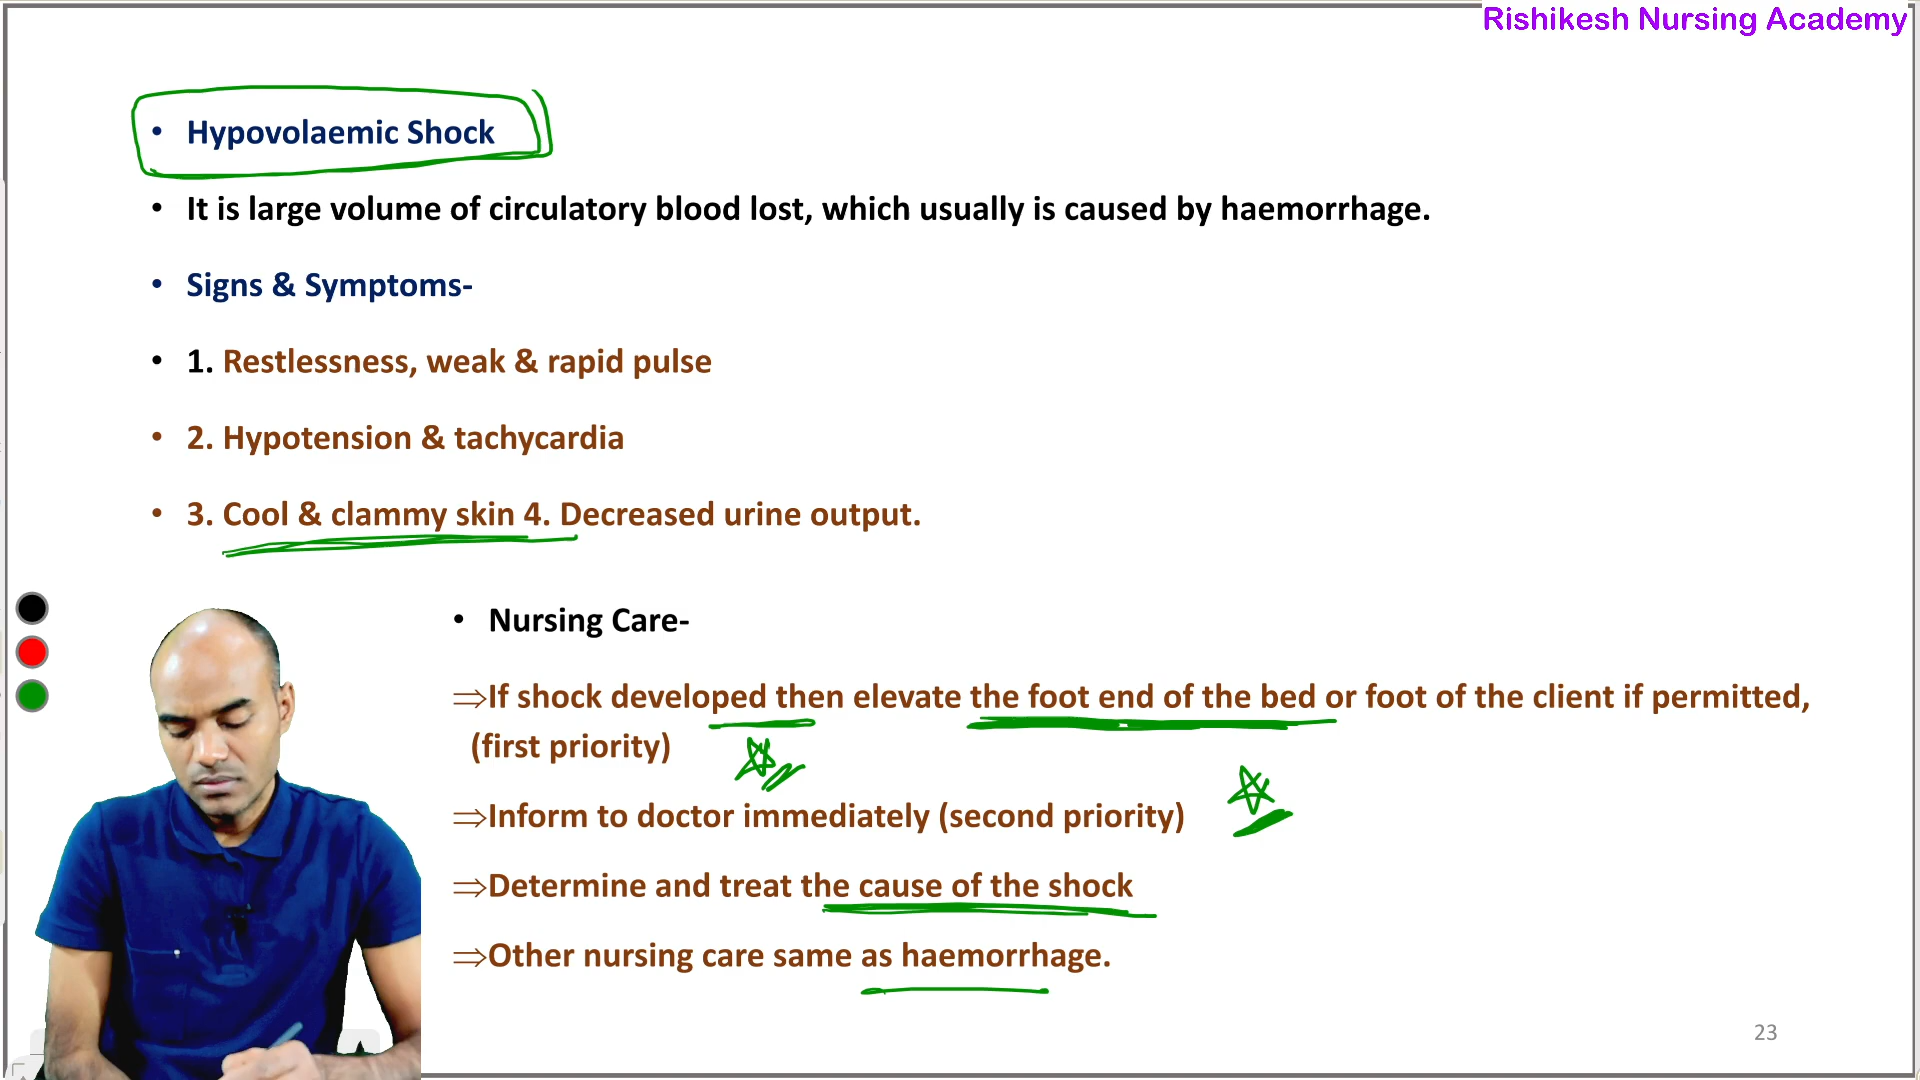 Rishikesh Nursing Academy
• Hypovolaemic Shock
• It is large volume of circulatory blood lost, which usually is caused by haemorrhage.
• Signs & Symptoms-
• 1. Restlessness, weak & rapid pulse
• 2. Hypotension & tachycardia
• 3. Cool & clammy skin 4. Decreased urine output.
• Nursing Care-
⇒If shock developed then elevate the foot end of the bed or foot of the client if permitted,
(first priority)
⇒Inform to doctor immediately (second priority)
⇒Determine and treat the cause of the shock
⇒Other nursing care same as haemorrhage.
23